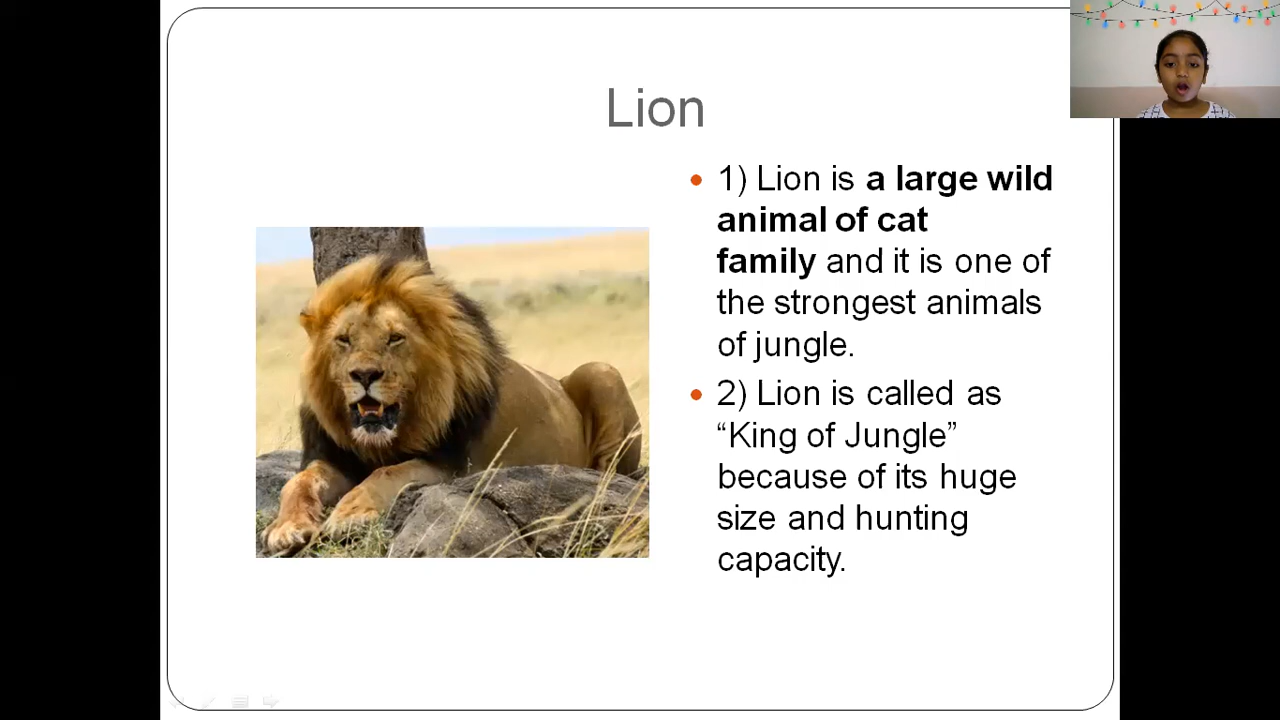 Lion
1) Lion is a large wild
animal of cat
family and it is one of
the strongest animals
of jungle.
2) Lion is called as
“King of Jungle”
because of its huge
size and hunting
capacity.